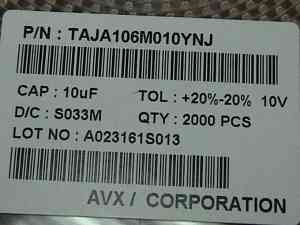 P/N : TAJA106M010YNJ
CAP : 10uF TOL : +20%-20% 10V
D/C : S033M QTY : 2000 PCS
LOT NO : A023161S013
AVX / CORPORATION